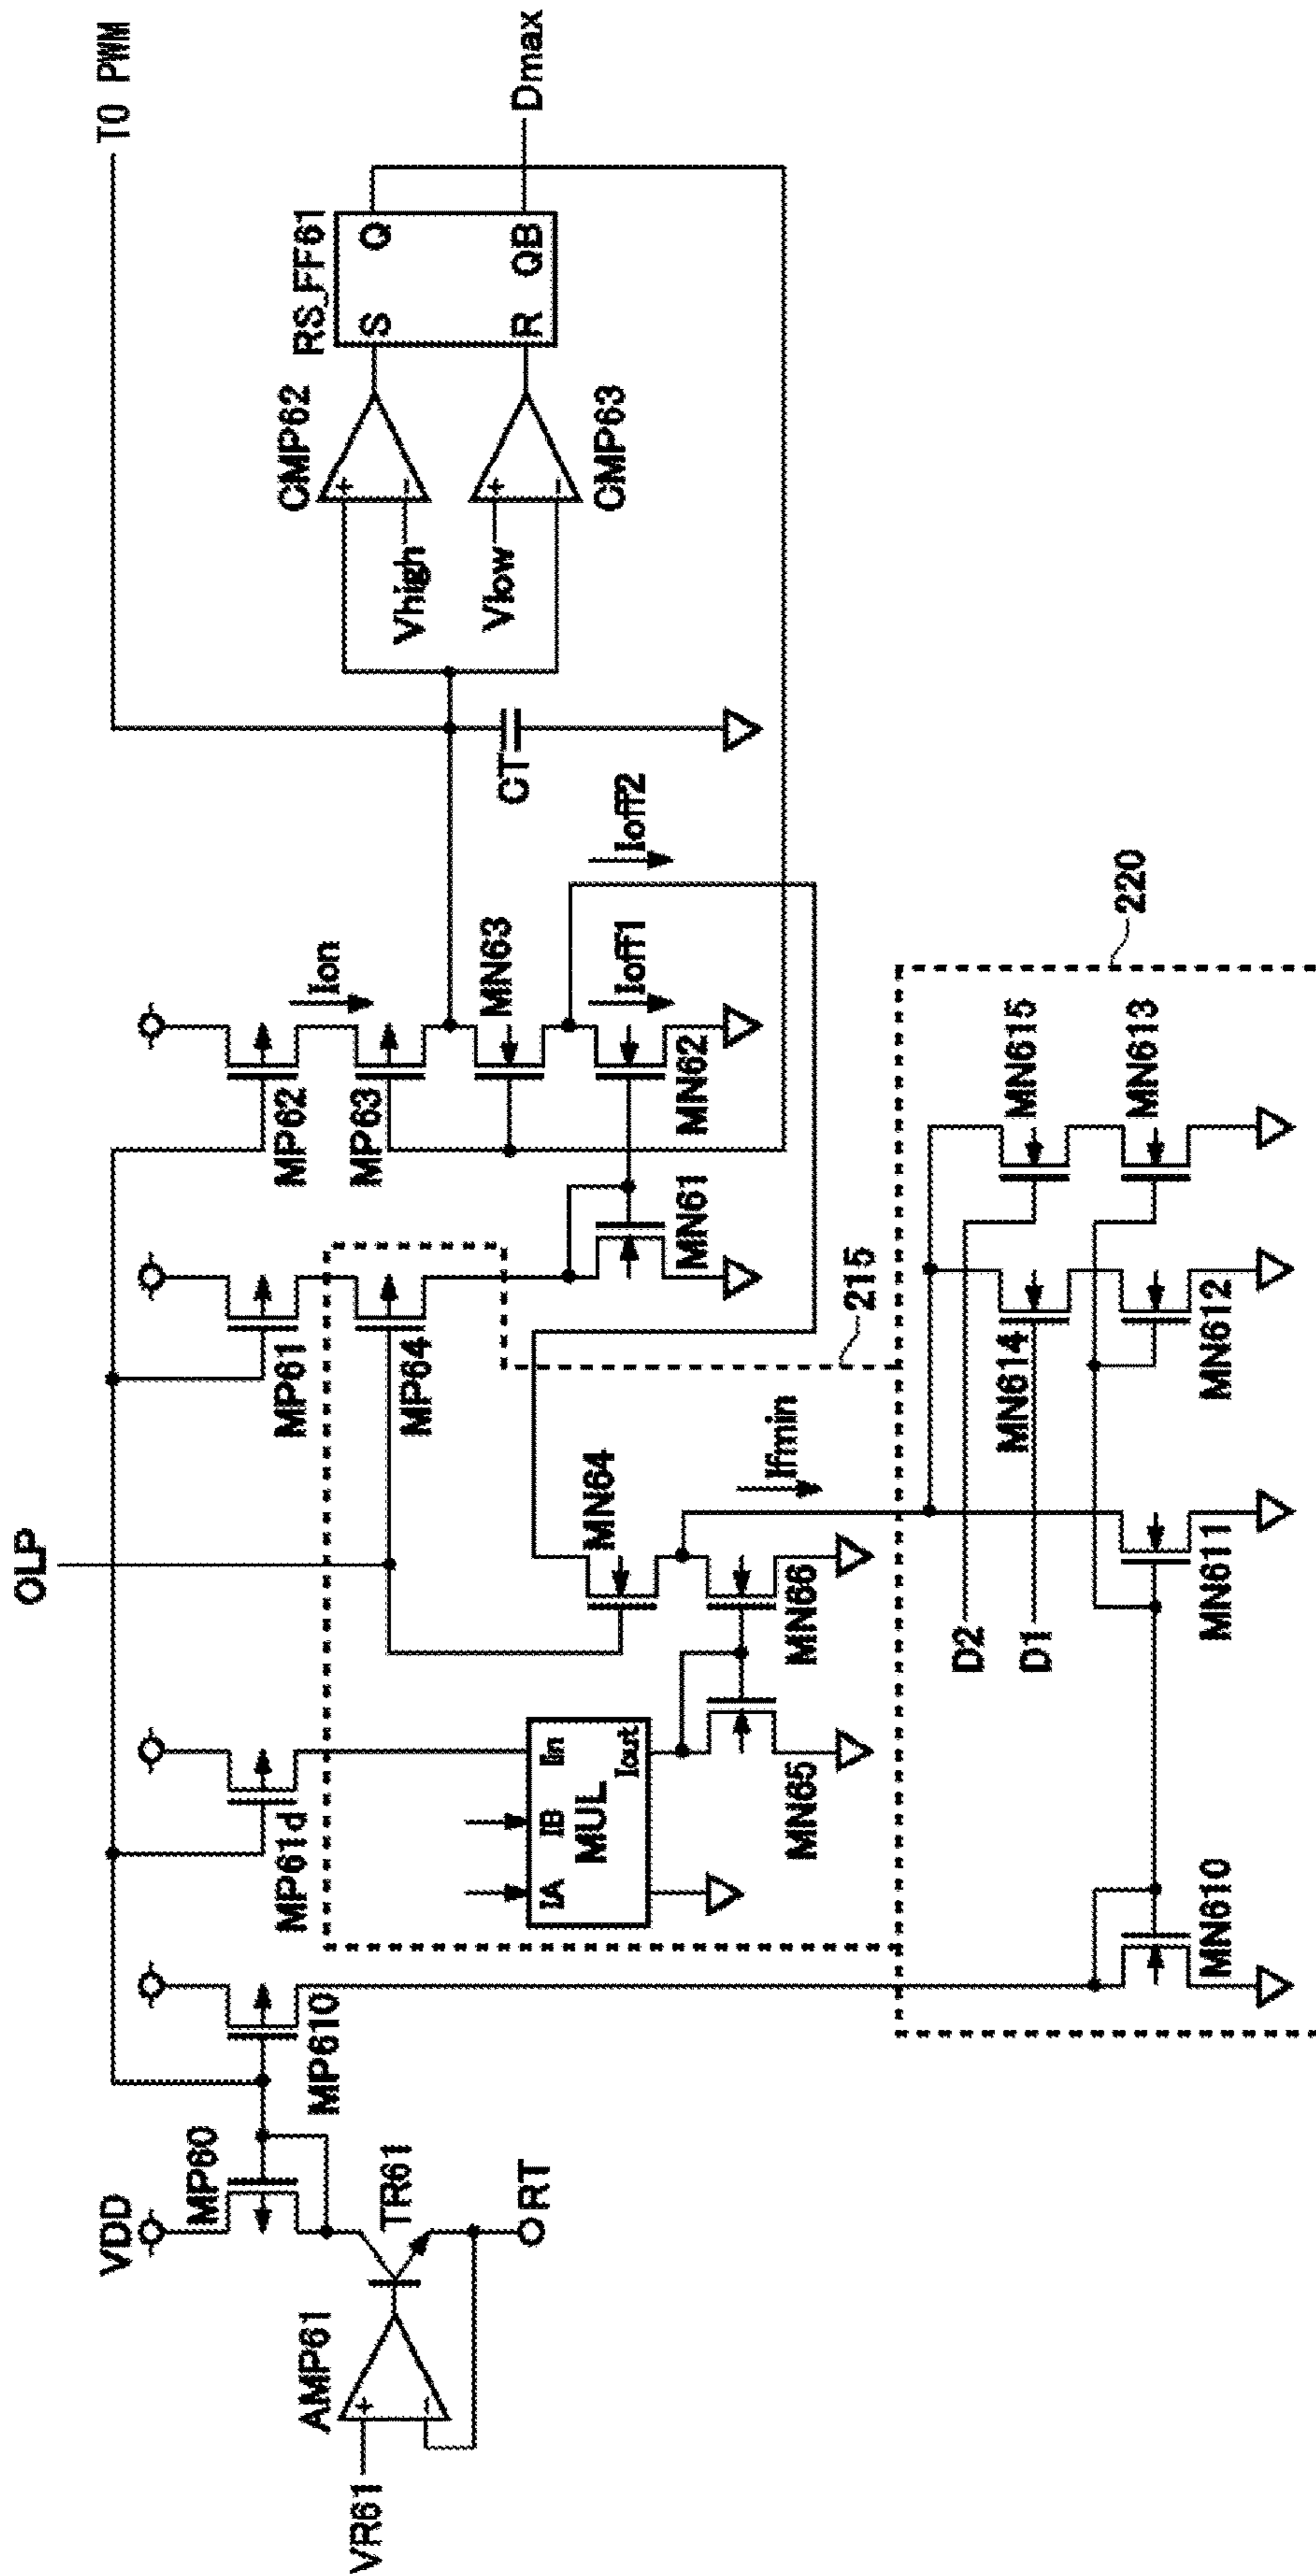 TO PWM
OLP
VDD
MP60
MP610
MP61d
MP61
MP62
Ion
MP63
MP64
MN63
Ioff1
Ioff2
MN61
MN62
CT
Vhigh
Vlow
CMP62
CMP63
+
−
+
−
RS_FF61
S
Q
R
QB
Dmax
VR61
+
−
AMP61
TR61
RT
IA
IB
Iin
MUL
Iout
MN64
MN65
MN66
Ifmin
215
220
D2
D1
MN614
MN615
MN610
MN611
MN612
MN613